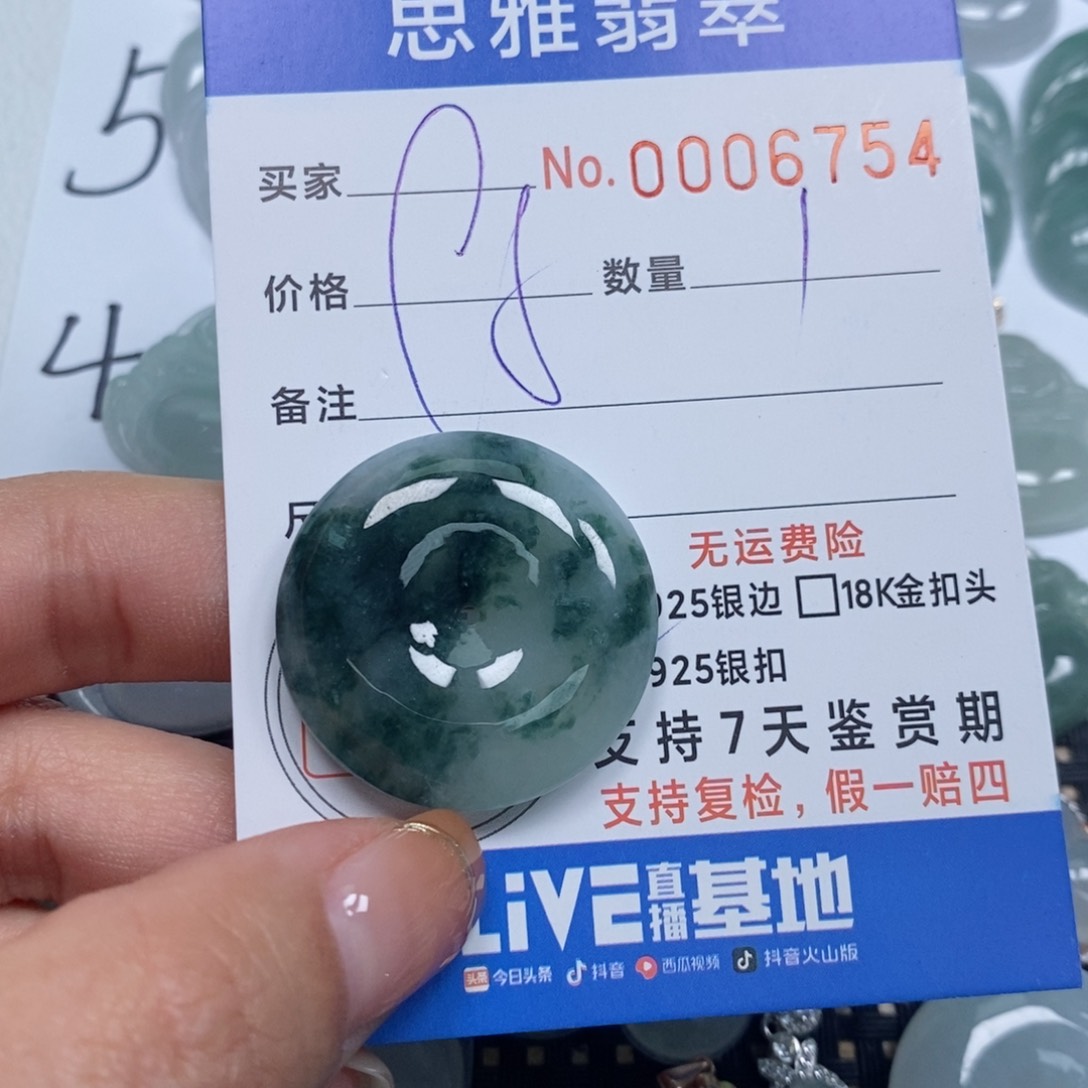 思雅翡翠
5
买家 No.0006754
价格 数量 1
4
备注
无运费险
925银边 □18K金扣头
925银扣
支持7天鉴赏期
支持复检，假一赔四
LiVE直播基地
头条 今日头条 抖音 西瓜视频 抖音火山版